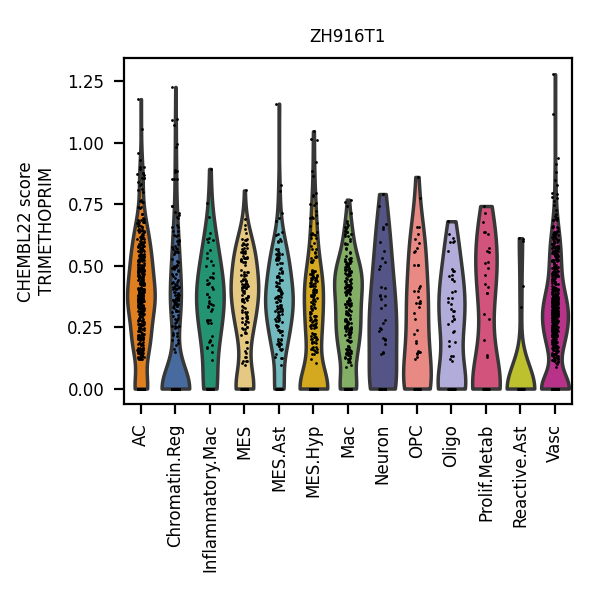 ZH916T1
CHEMBL22 score
TRIMETHOPRIM
1.25
1.00
0.75
0.50
0.25
0.00
AC
Chromatin.Reg
Inflammatory.Mac
MES
MES.Ast
MES.Hyp
Mac
Neuron
OPC
Oligo
Prolif.Metab
Reactive.Ast
Vasc